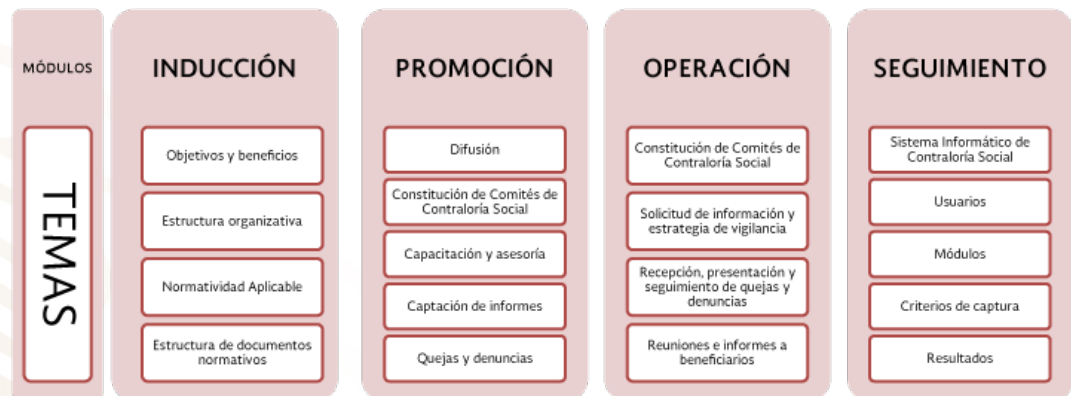 MÓDULOS
TEMAS
INDUCCIÓN
Objetivos y beneficios
Estructura organizativa
Normatividad Aplicable
Estructura de documentos
normativos
PROMOCIÓN
Difusión
Constitución de Comités de
Contraloría Social
Capacitación y asesoría
Captación de informes
Quejas y denuncias
OPERACIÓN
Constitución de Comités de
Contraloría Social
Solicitud de información y
estrategia de vigilancia
Recepción, presentación y
seguimiento de quejas y
denuncias
Reuniones e informes a
beneficiarios
SEGUIMIENTO
Sistema Informático de
Contraloría Social
Usuarios
Módulos
Criterios de captura
Resultados